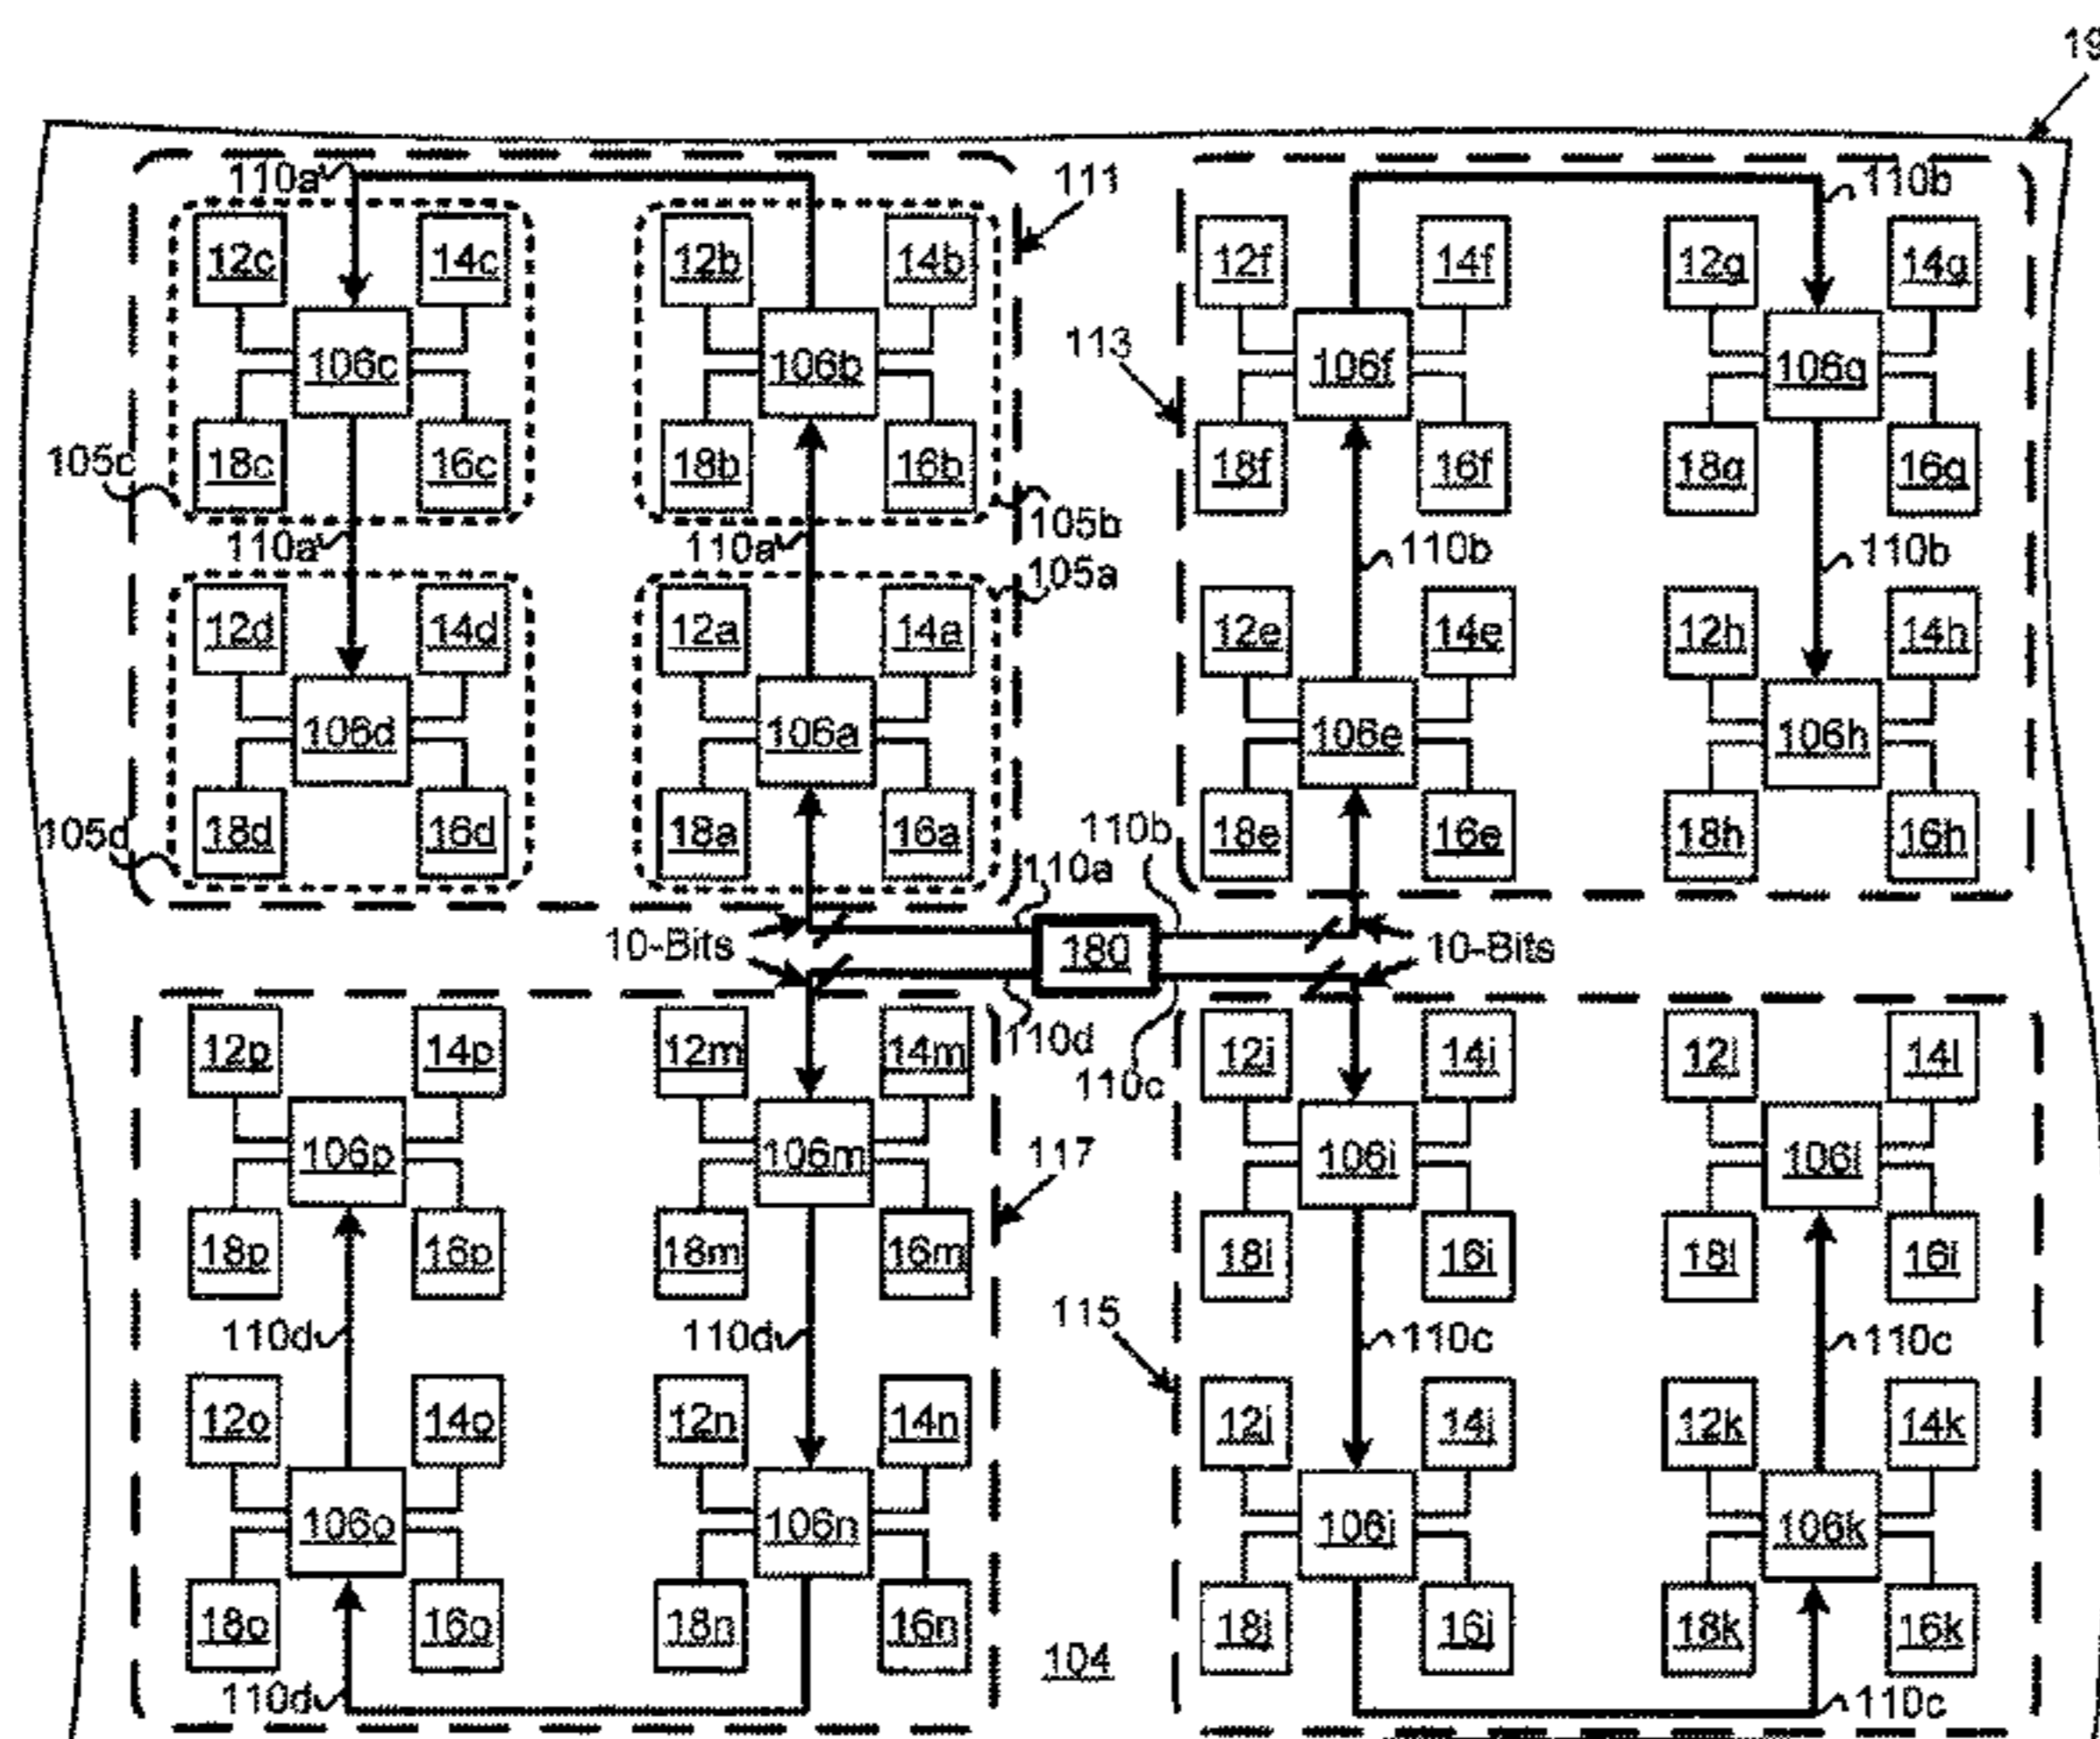 19
110a 111 110b
12c 14c 12b 14b 12f 14f 12g 14g
113
106c 106b 106f 106g
105c 18c 16c 18b 16b 18f 16f 18g 16g
105b
110a 110a 110b 110b
105a
12d 14d 12a 14a 12e 14e 12h 14h
106d 106a 106e 106h
105d 18d 16d 18a 16a 110b 18e 16e 18h 16h
110a
10-Bits 180 10-Bits
12p 14p 12m 14m 110d 12i 14i 12l 14l
110c
106p 106m 117 106i 106l
18p 16p 18m 16m 18i 16i 18l 16l
110d 110d 115 110c 110c
12o 14o 12n 14n 12j 14j 12k 14k
106o 106n 106j 106k
18o 16o 18n 16n 104 18j 16j 18k 16k
110d 110c